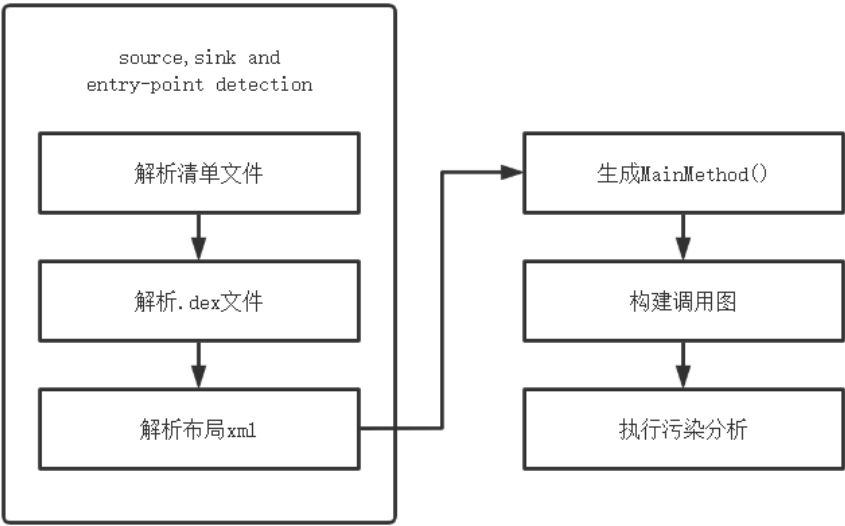 source,sink and
entry-point detection
解析清单文件
解析.dex文件
解析布局xml
生成MainMethod()
构建调用图
执行污染分析